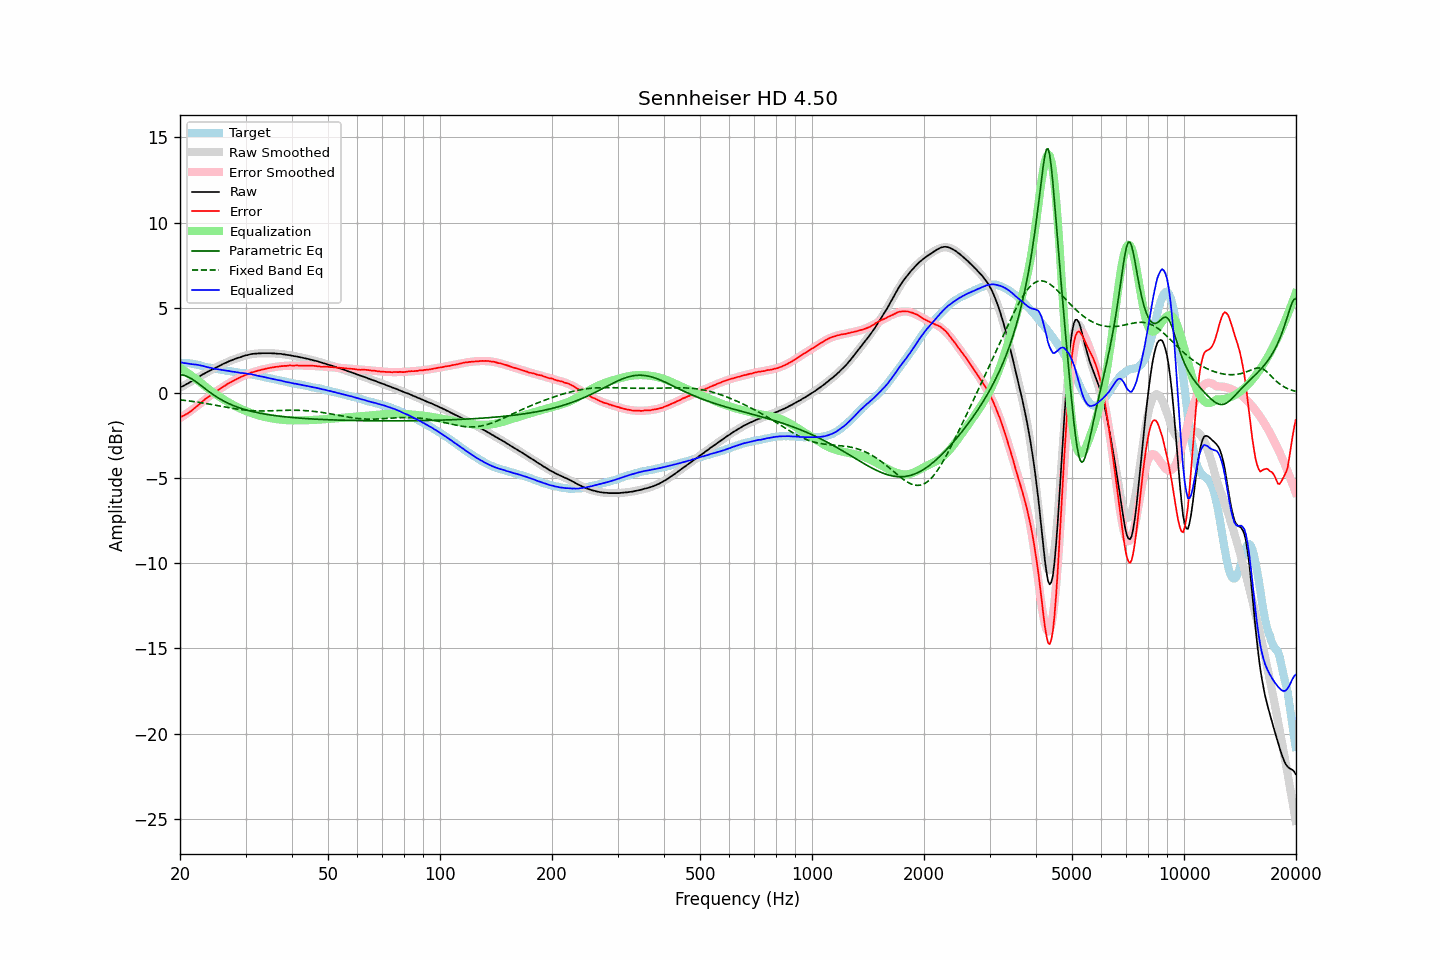 Sennheiser HD 4.50
Target
Raw Smoothed
Error Smoothed
Raw
Error
Equalization
Parametric Eq
Fixed Band Eq
Equalized
Amplitude (dBr)
15
10
5
0
−5
−10
−15
−20
−25
20 50 100 200 500 1000 2000 5000 10000 20000
Frequency (Hz)